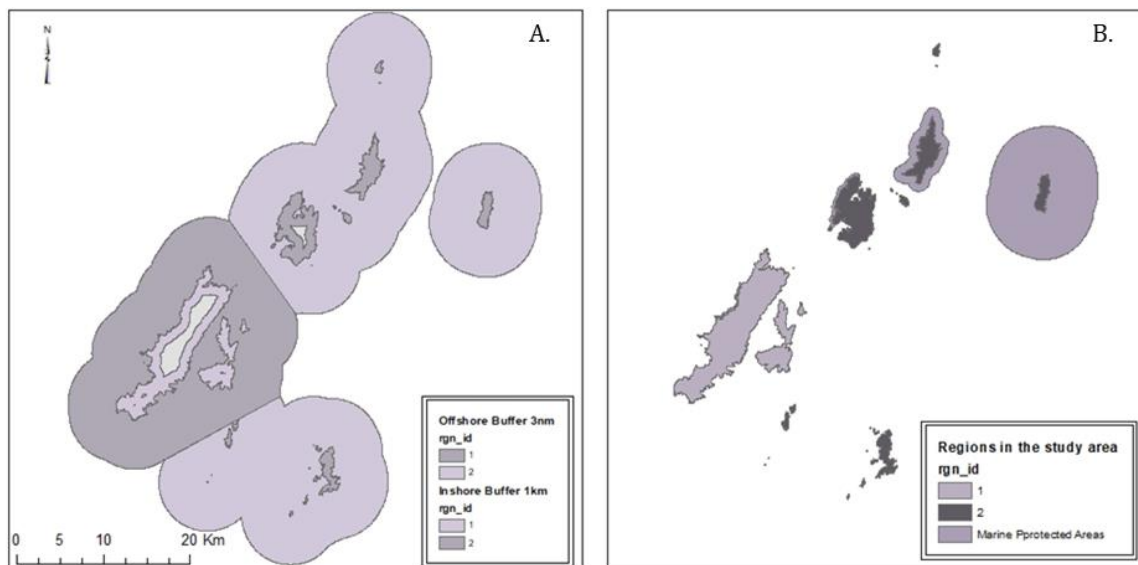 N
A.
Offshore Buffer 3nm
rgn_id
1
2
Inshore Buffer 1km
rgn_id
1
2
0 5 10 20 Km
B.
Regions in the study area
rgn_id
1
2
Marine Pprotected Areas